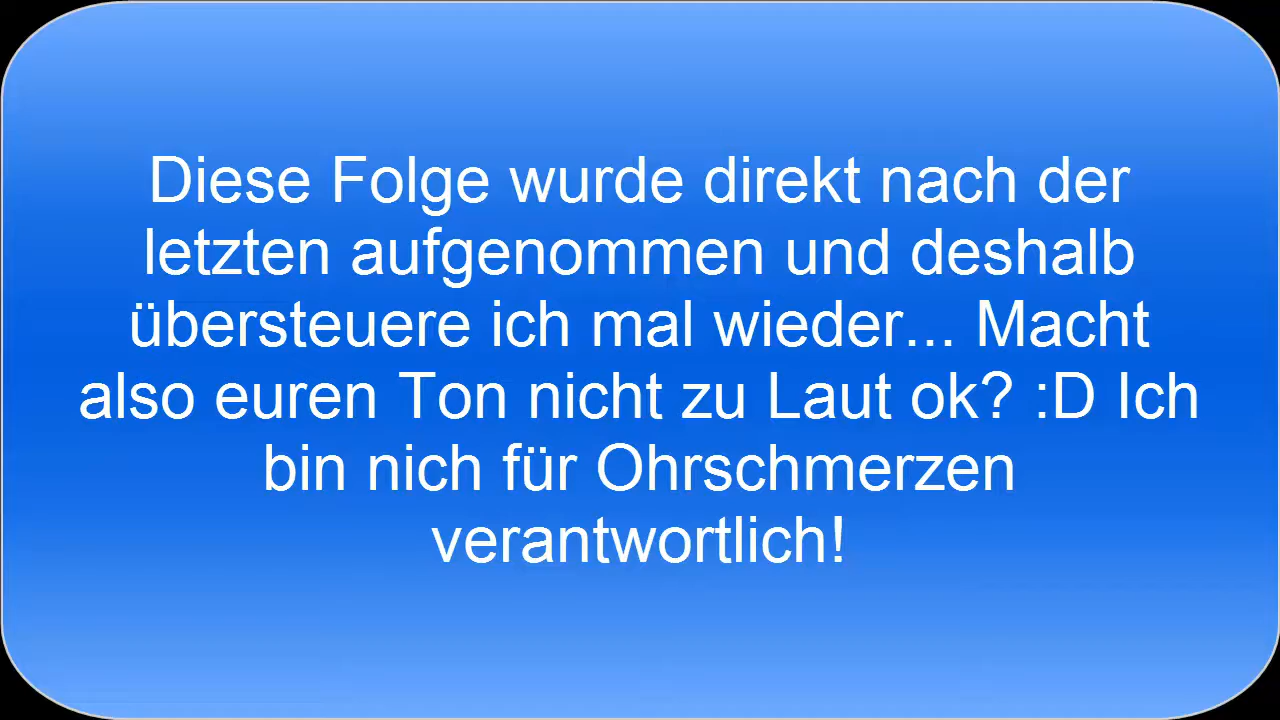 Diese Folge wurde direkt nach der
letzten aufgenommen und deshalb
übersteuere ich mal wieder... Macht
also euren Ton nicht zu Laut ok? :D Ich
bin nich für Ohrschmerzen
verantwortlich!